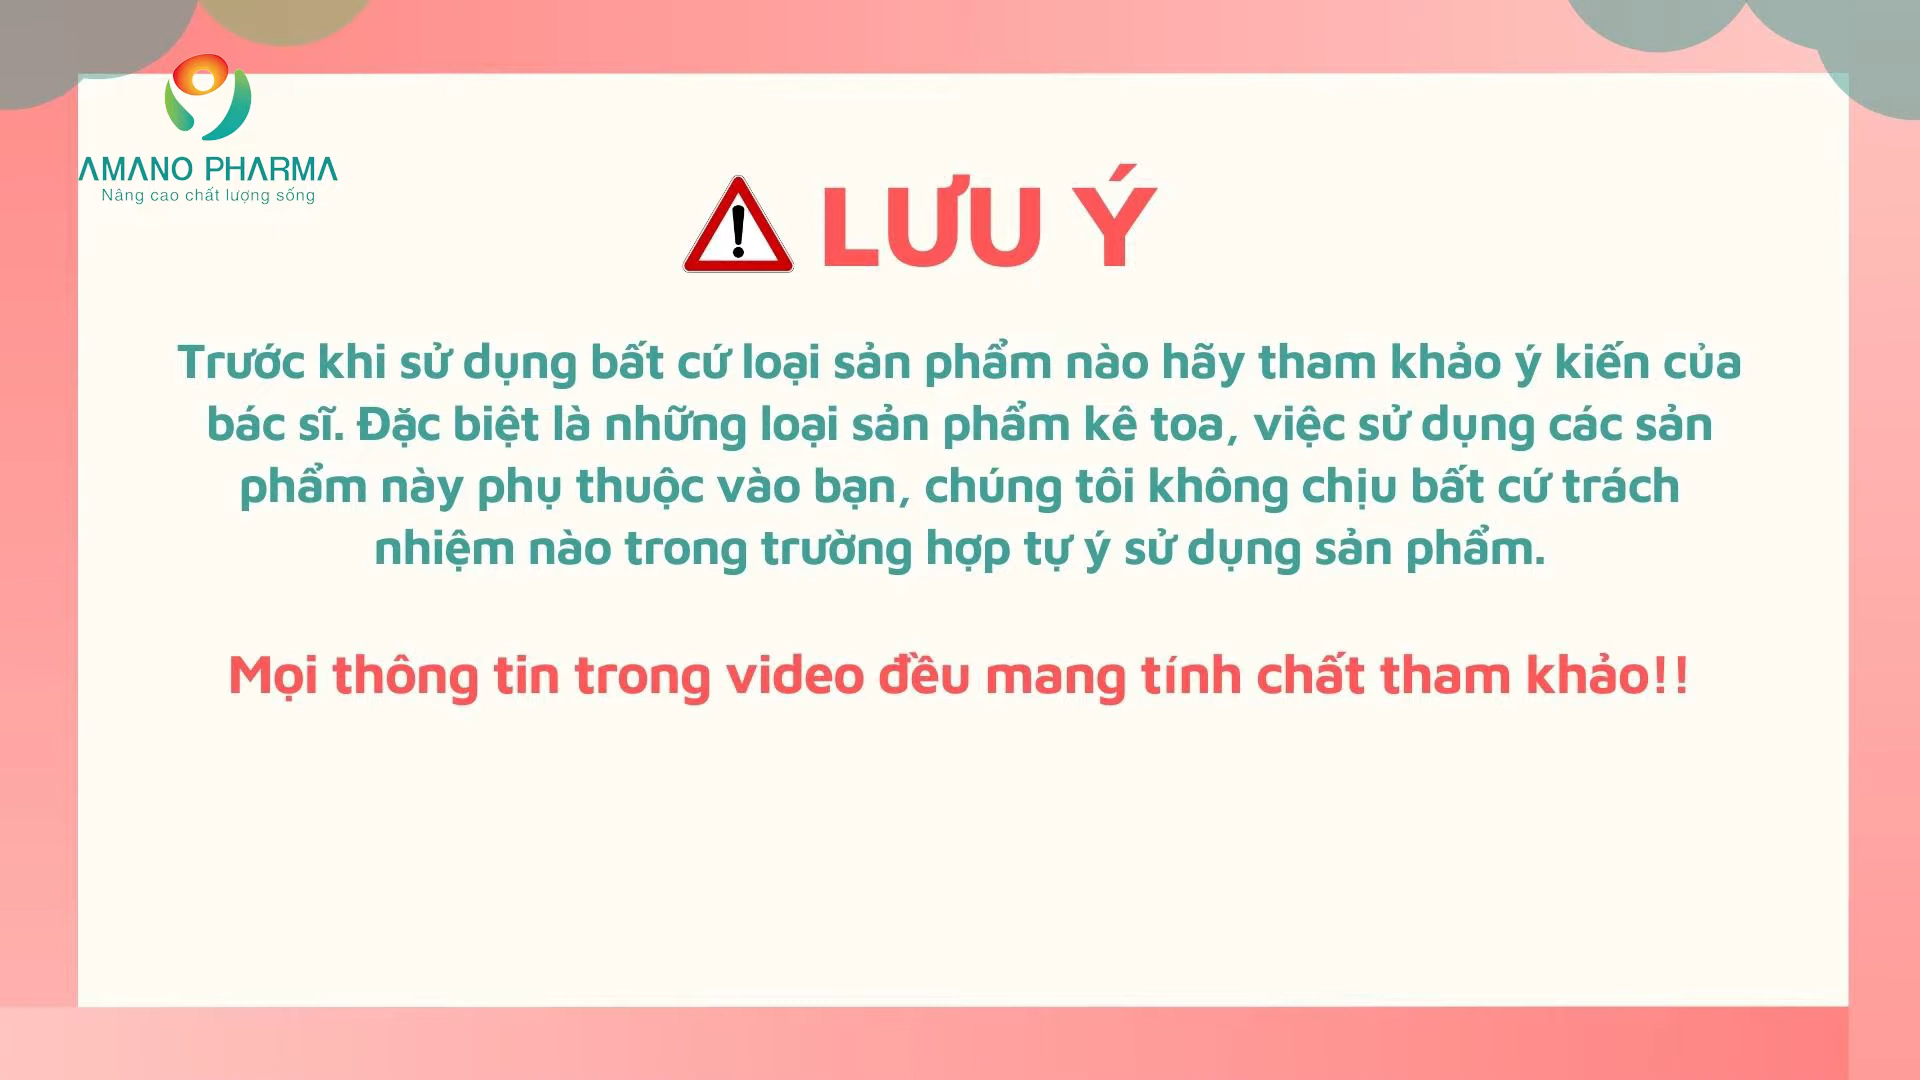 AMANO PHARMA
Nâng cao chất lượng sống
LƯU Ý
Trước khi sử dụng bất cứ loại sản phẩm nào hãy tham khảo ý kiến của
bác sĩ. Đặc biệt là những loại sản phẩm kê toa, việc sử dụng các sản
phẩm này phụ thuộc vào bạn, chúng tôi không chịu bất cứ trách
nhiệm nào trong trường hợp tự ý sử dụng sản phẩm.
Mọi thông tin trong video đều mang tính chất tham khảo!!